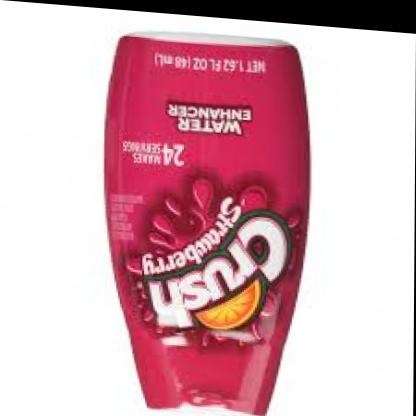 Crush
Strawberry
24 MAKES
SERVINGS
WATER
ENHANCER
NET 1.62 FL OZ (48 mL)